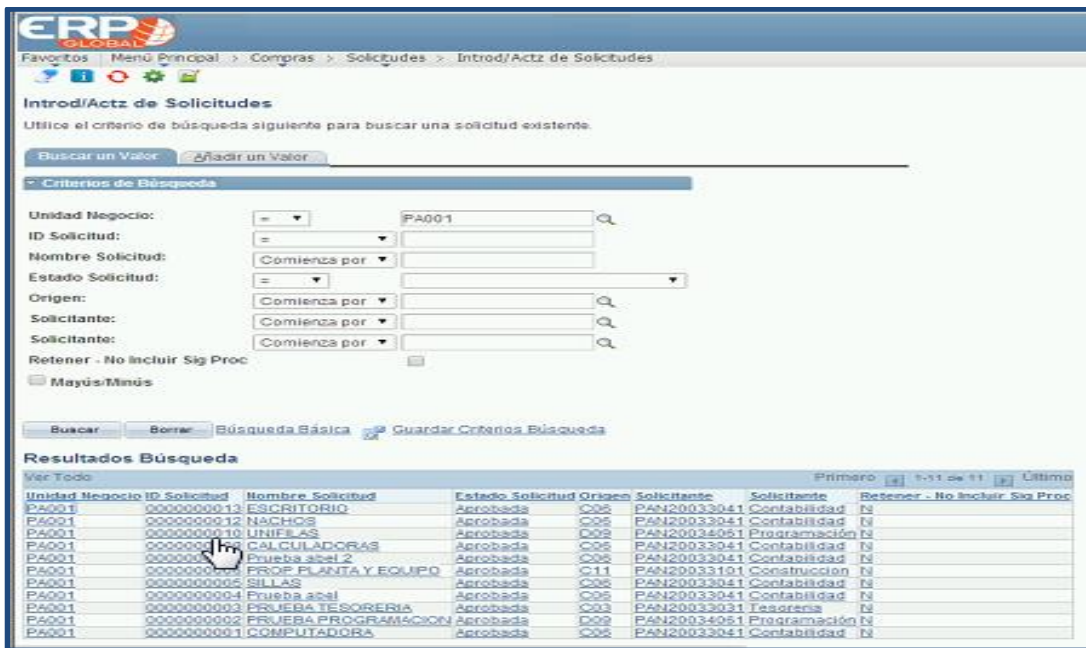 ERP
GLOBAL
Favoritos Menú Principal > Compras > Solicitudes > Introd/Actz de Solicitudes
Introd/Actz de Solicitudes
Utilice el criterio de búsqueda siguiente para buscar una solicitud existente.
Buscar un Valor Añadir un Valor
Criterios de Búsqueda
Unidad Negocio: = PA001
ID Solicitud: =
Nombre Solicitud: Comienza por
Estado Solicitud: =
Origen: Comienza por
Solicitante: Comienza por
Solicitante: Comienza por
Retener - No Incluir Sig Proc
Mayús/Minús
Buscar Borrar Búsqueda Básica Guardar Criterios Búsqueda
Resultados Búsqueda
Ver Todo Primero 1-11 de 11 Último
Unidad Negocio ID Solicitud Nombre Solicitud Estado Solicitud Origen Solicitante Solicitante Retener - No Incluir Sig Proc
PA001 0000000013 ESCRITORIO Aprobada C06 PAN20033041 Contabilidad N
PA001 0000000012 NACHOS Aprobada C06 PAN20033041 Contabilidad N
PA001 0000000010 UNIFILAS Aprobada D09 PAN20034051 Programación N
PA001 CALCULADORAS Aprobada C06 PAN20033041 Contabilidad N
PA001 Prueba abel 2 Aprobada C06 PAN20033041 Contabilidad N
PA001 PROP PLANTA Y EQUIPO Aprobada C11 PAN20033101 Construccion N
PA001 0000000005 SILLAS Aprobada C06 PAN20033041 Contabilidad N
PA001 0000000004 Prueba abel Aprobada C06 PAN20033041 Contabilidad N
PA001 0000000003 PRUEBA TESORERIA Aprobada C03 PAN20033031 Tesoreria N
PA001 0000000002 PRUEBA PROGRAMACION Aprobada D09 PAN20034051 Programación N
PA001 0000000001 COMPUTADORA Aprobada C06 PAN20033041 Contabilidad N